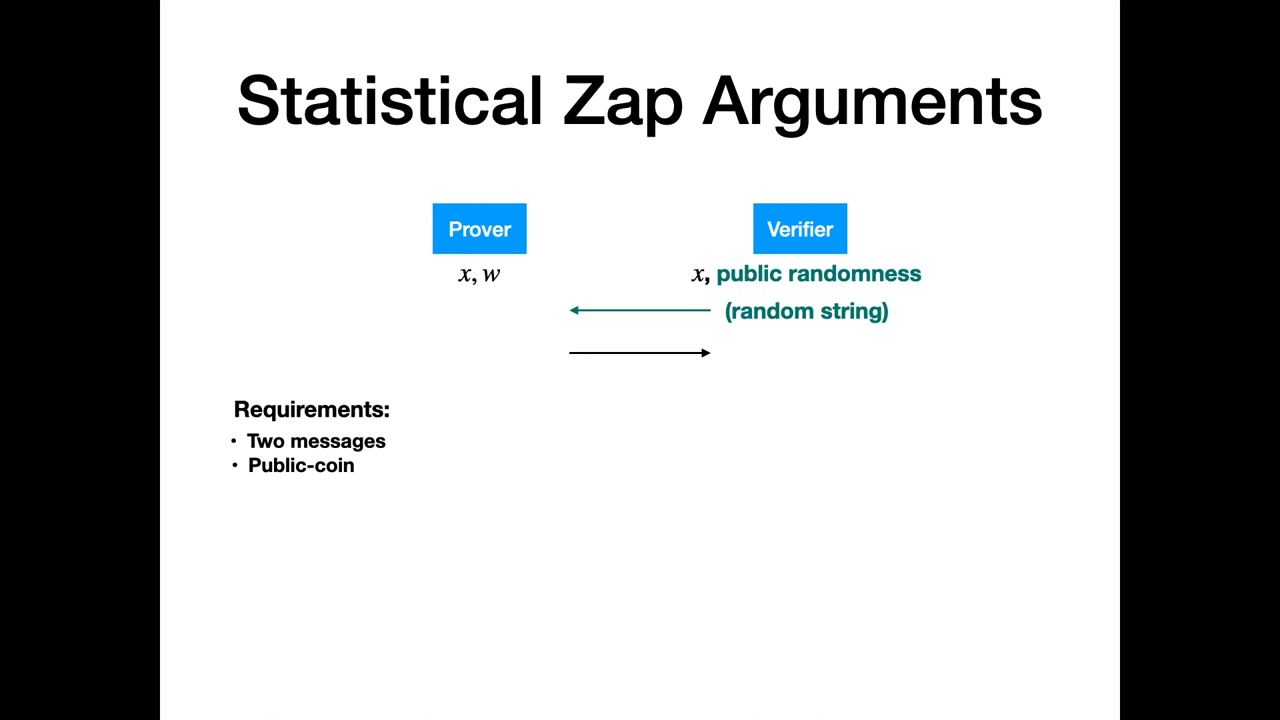 Statistical Zap Arguments
Prover
Verifier
x, w
x, public randomness
(random string)
Requirements:
• Two messages
• Public-coin